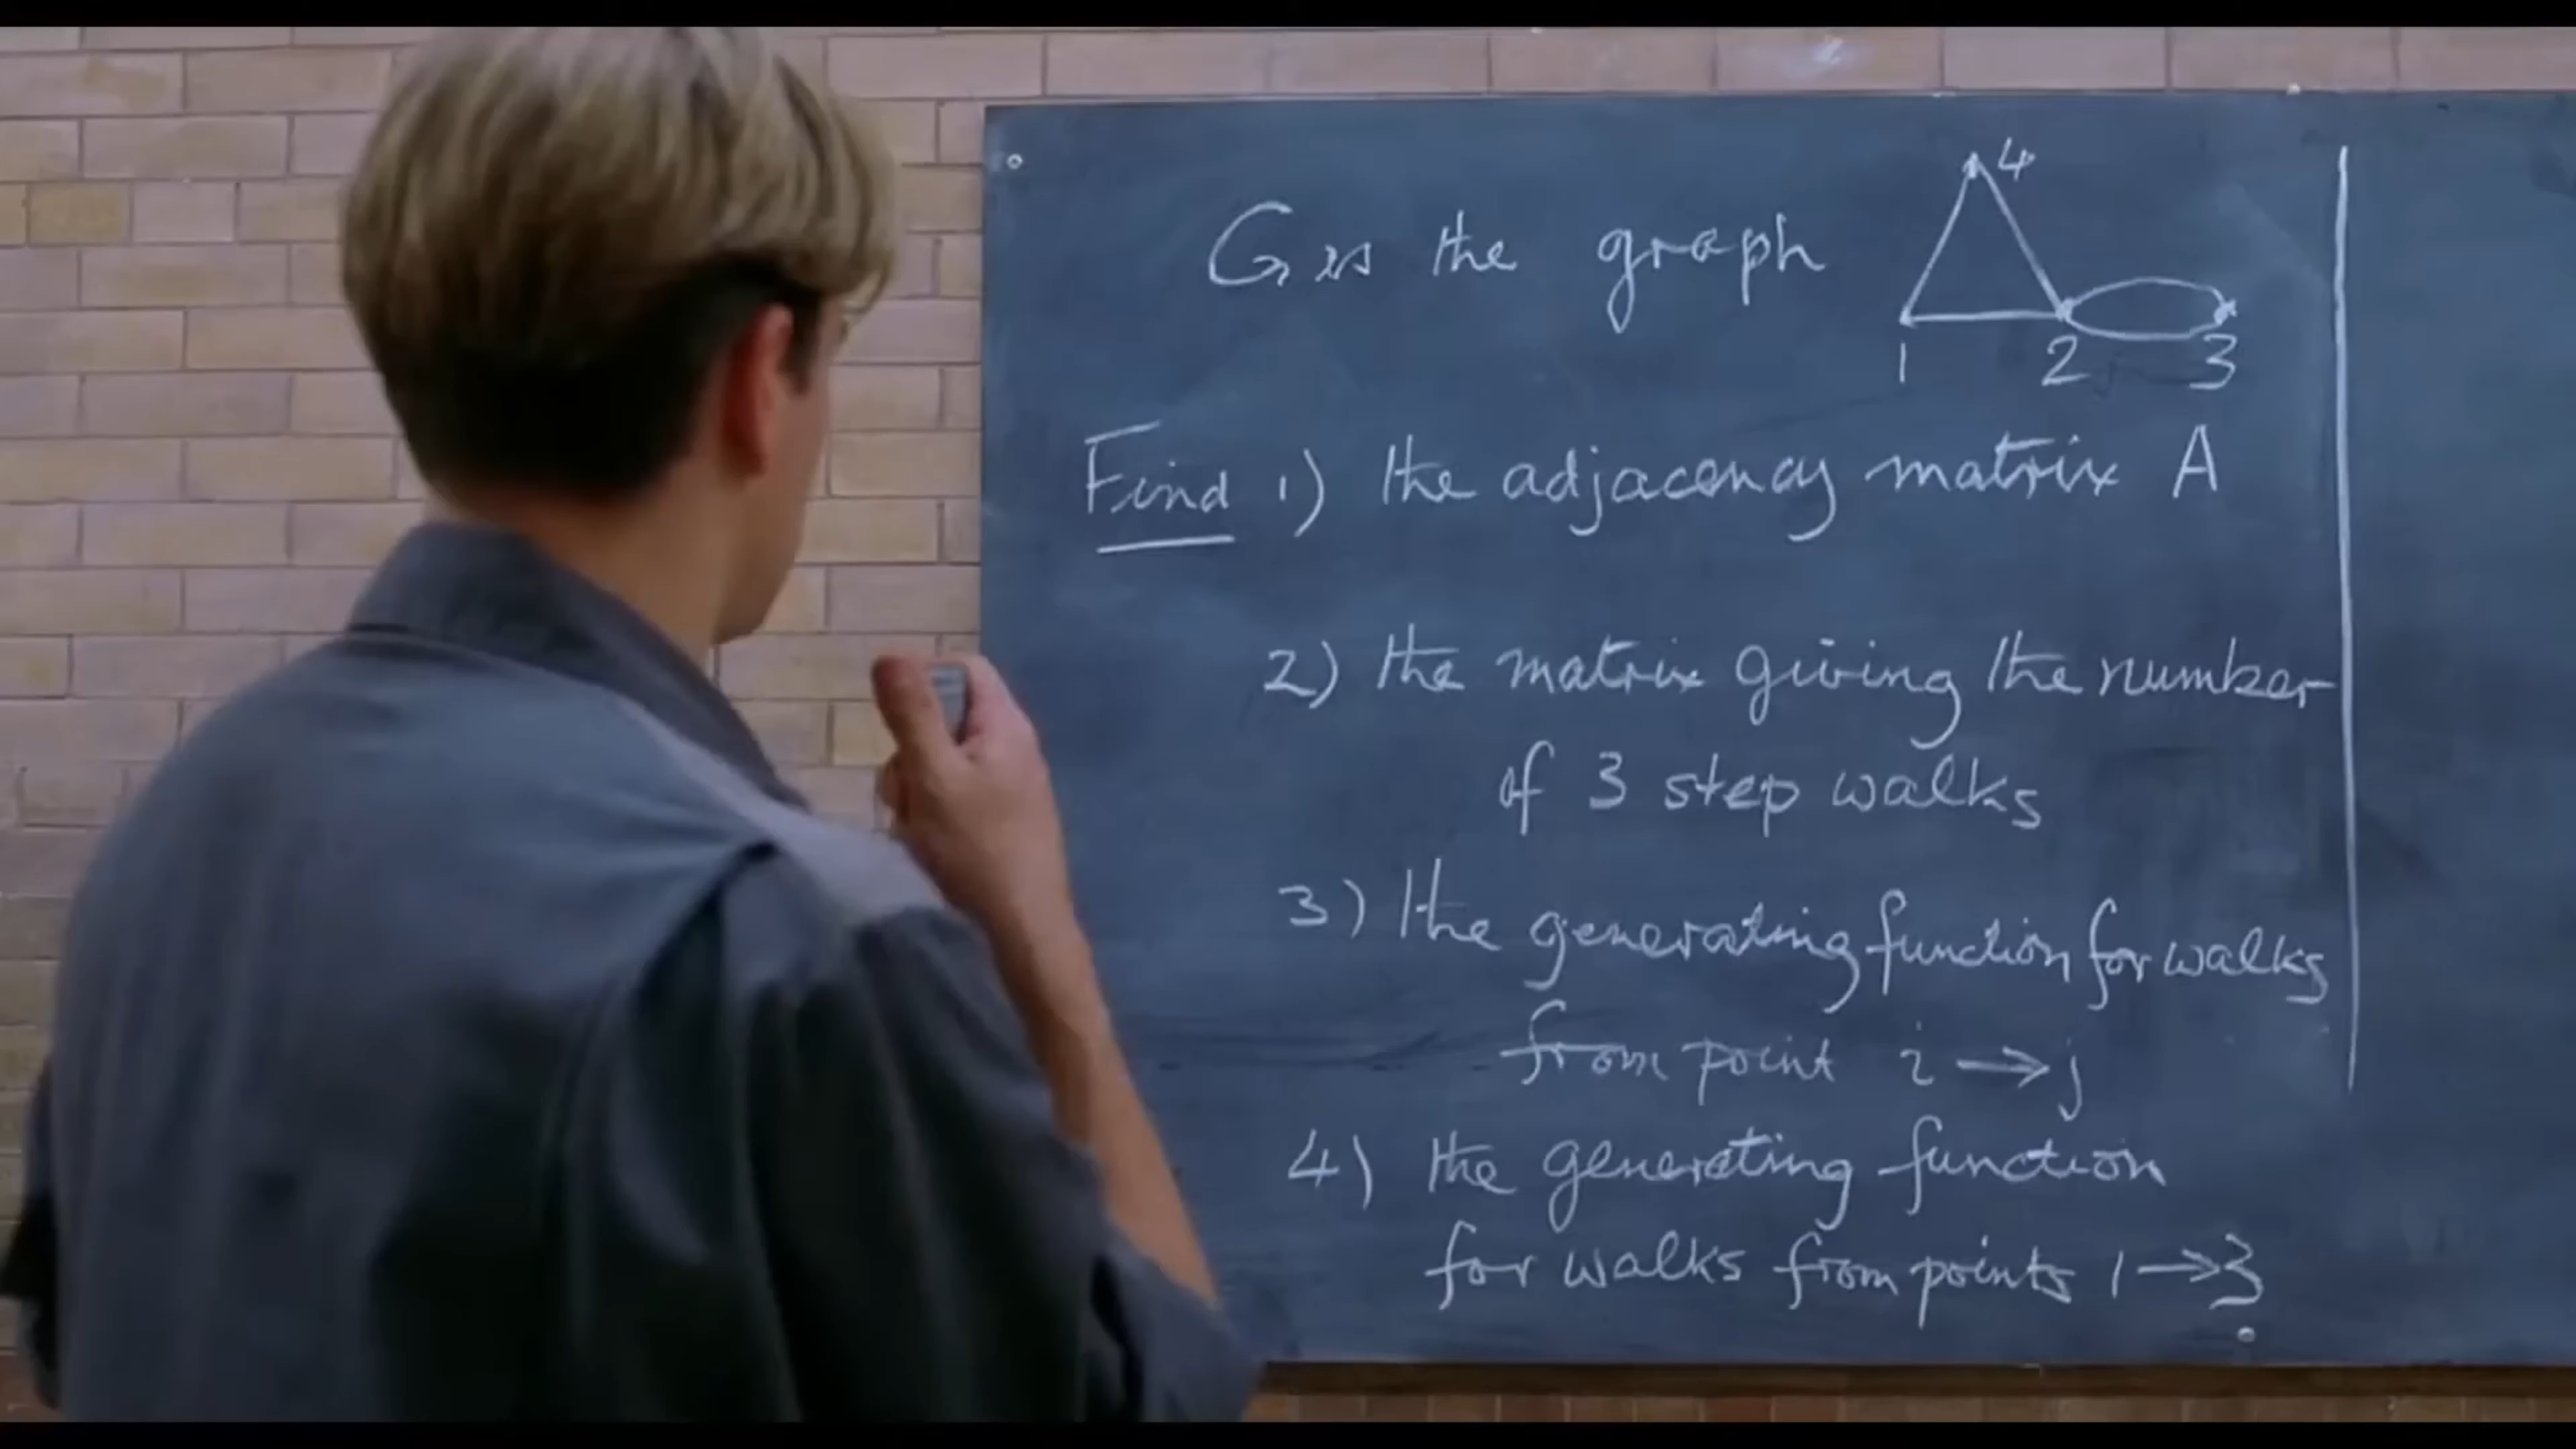 4
G is the graph
1 2 3
Find 1) the adjacency matrix A
2) the matrix giving the number
of 3 step walks
3) the generating function for walks
from point i → j
4) the generating function
for walks from points 1 → 3